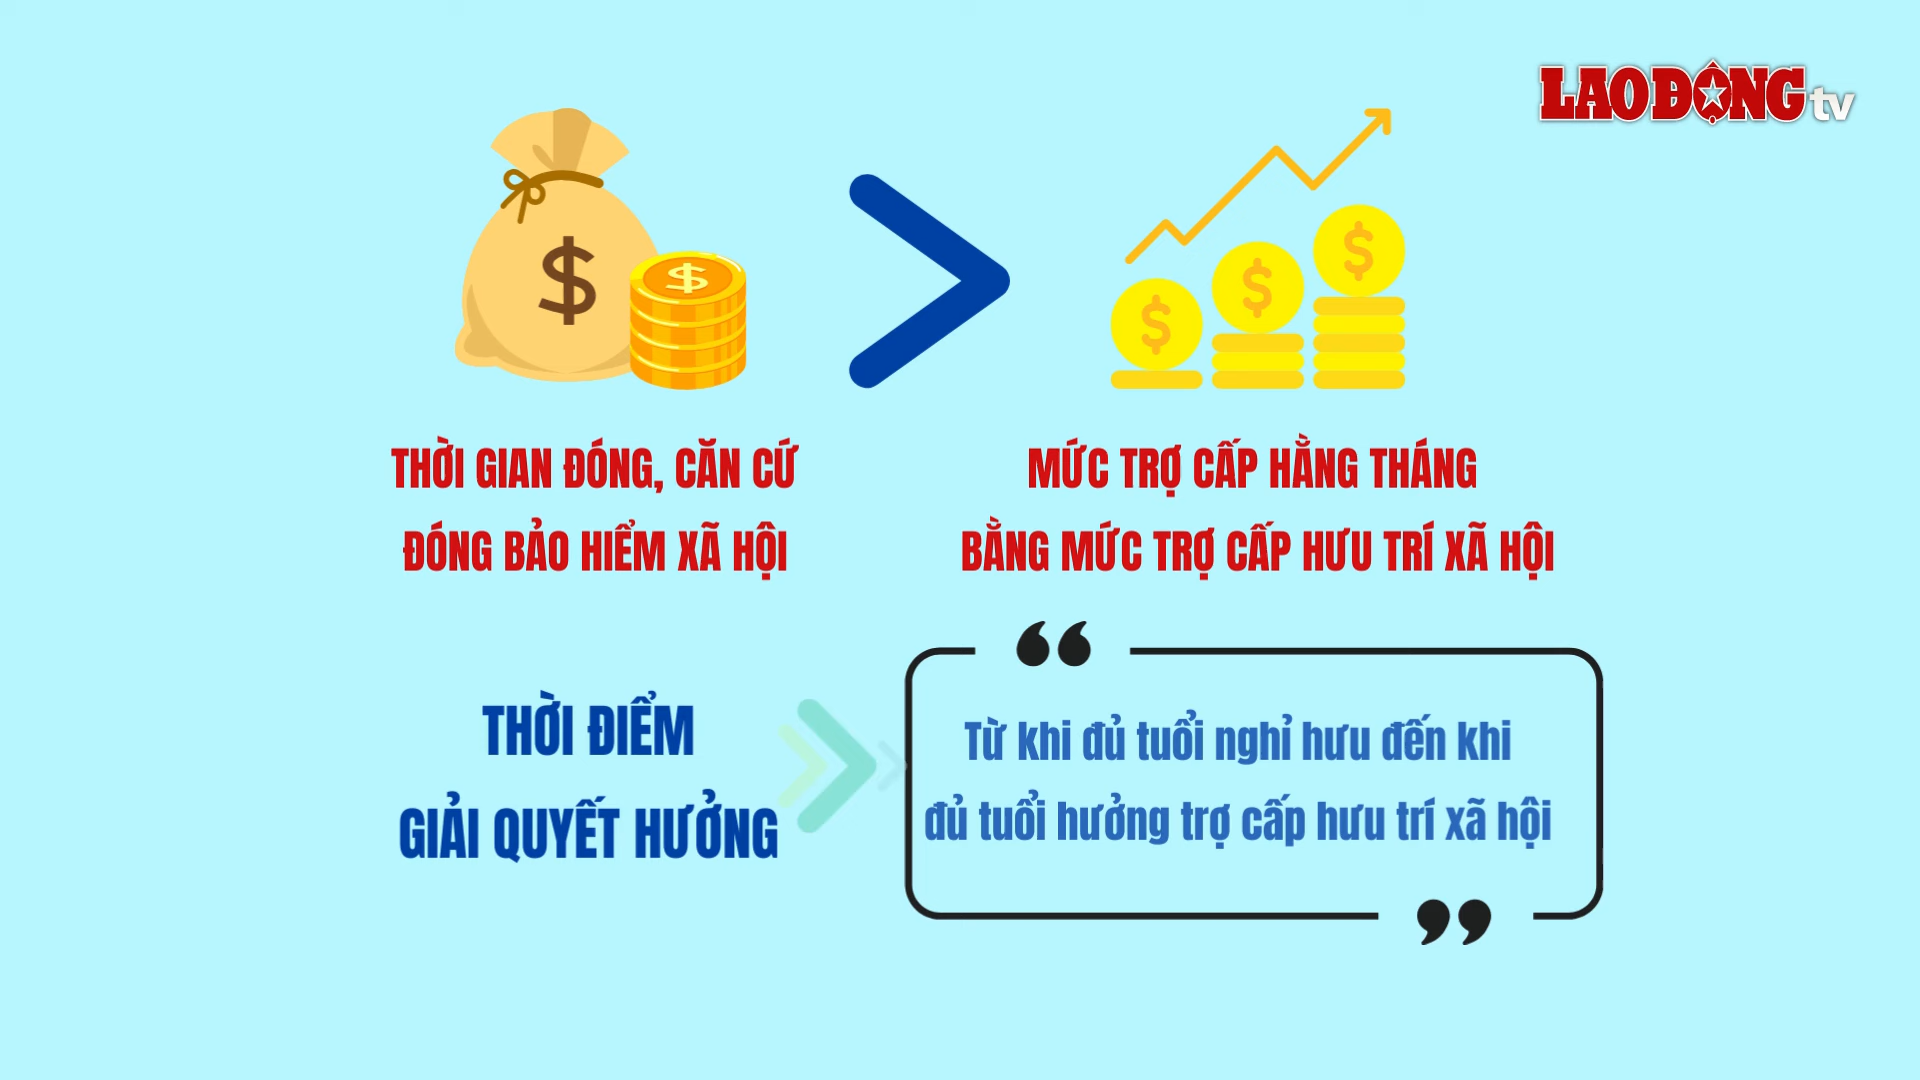 LAO ĐỘNG tv
THỜI GIAN ĐÓNG, CĂN CỨ
ĐÓNG BẢO HIỂM XÃ HỘI
MỨC TRỢ CẤP HẰNG THÁNG
BẰNG MỨC TRỢ CẤP HƯU TRÍ XÃ HỘI
THỜI ĐIỂM
GIẢI QUYẾT HƯỞNG
“
Từ khi đủ tuổi nghỉ hưu đến khi
đủ tuổi hưởng trợ cấp hưu trí xã hội
”